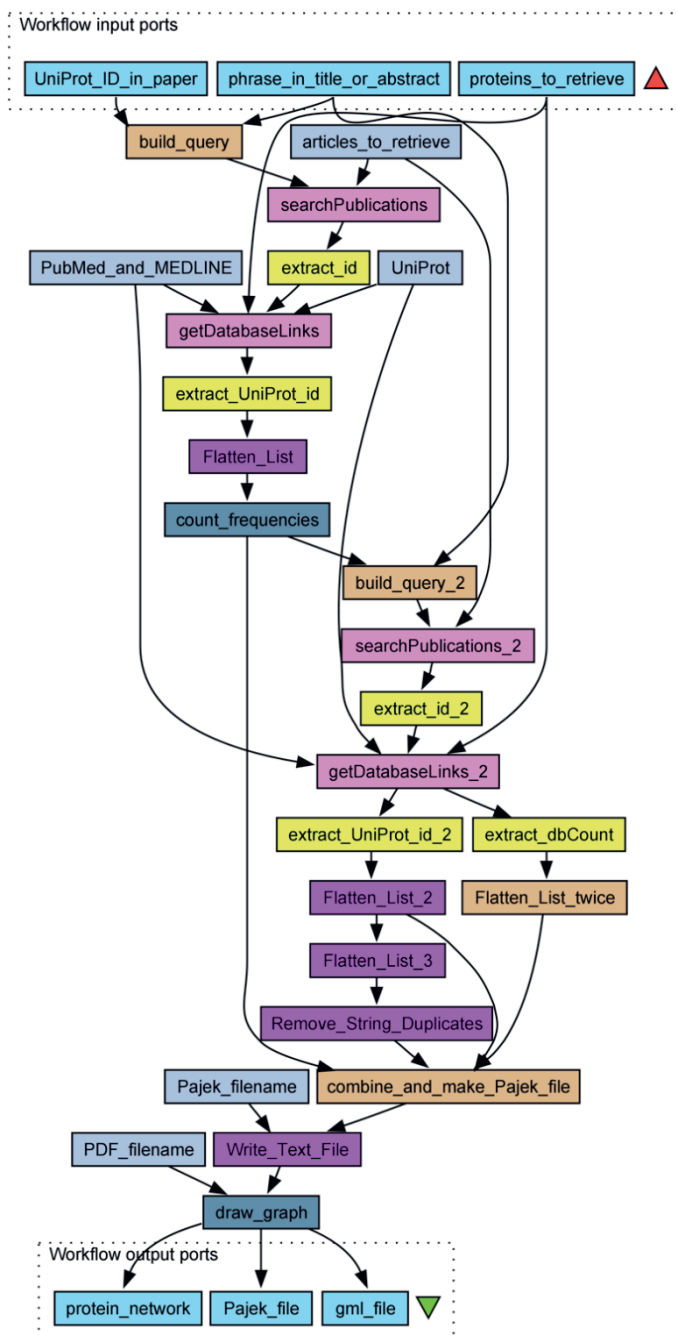 Workflow input ports
UniProt_ID_in_paper
phrase_in_title_or_abstract
proteins_to_retrieve
build_query
articles_to_retrieve
searchPublications
PubMed_and_MEDLINE
extract_id
UniProt
getDatabaseLinks
extract_UniProt_id
Flatten_List
count_frequencies
build_query_2
searchPublications_2
extract_id_2
getDatabaseLinks_2
extract_UniProt_id_2
extract_dbCount
Flatten_List_2
Flatten_List_twice
Flatten_List_3
Remove_String_Duplicates
Pajek_filename
combine_and_make_Pajek_file
PDF_filename
Write_Text_File
draw_graph
Workflow output ports
protein_network
Pajek_file
gml_file